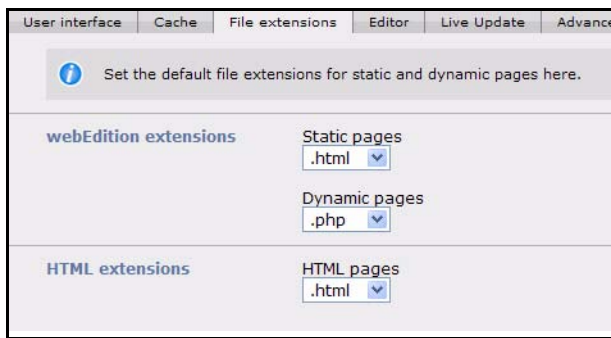 User interface Cache File extensions Editor Live Update Advance
Set the default file extensions for static and dynamic pages here.
webEdition extensions Static pages
.html
Dynamic pages
.php
HTML extensions HTML pages
.html